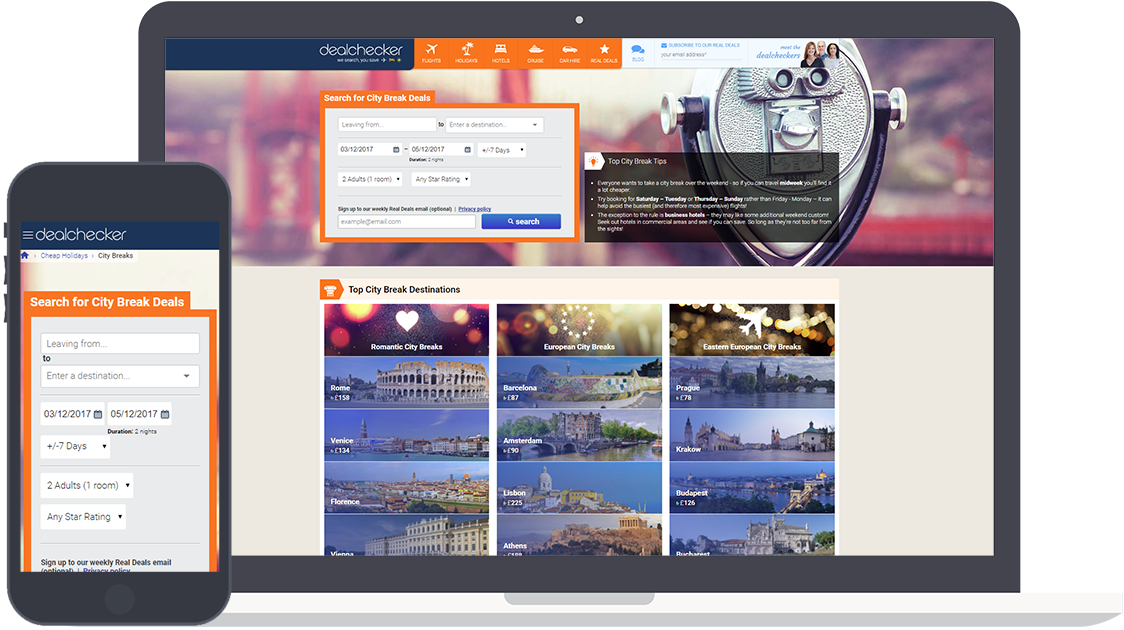 dealchecker
we search, you save
FLIGHTS
HOLIDAYS
HOTELS
CRUISE
CAR HIRE
REAL DEALS
BLOG
SUBSCRIBE TO OUR REAL DEALS
your email address*
meet the
dealcheckers
Search for City Break Deals
Leaving from... to Enter a destination...
03/12/2017 – 05/12/2017 +/-7 Days
Duration: 2 nights
2 Adults (1 room) Any Star Rating
Sign up to our weekly Real Deals email (optional) | Privacy policy
example@email.com search
Top City Break Tips
Everyone wants to take a city break over the weekend - so if you can travel midweek you'll find it
a lot cheaper.
Try booking for Saturday – Tuesday or Thursday – Sunday rather than Friday - Monday – it can
help avoid the busiest (and therefore most expensive) flights!
The exception to the rule is business hotels – they may like some additional weekend custom!
Seek out hotels in commercial areas and see if you can save. So long as they're not too far from
the sights!
Top City Break Destinations
Romantic City Breaks
Rome
fr £158
Venice
fr £134
Florence
Vienna
European City Breaks
Barcelona
fr £87
Amsterdam
fr £90
Lisbon
fr £225
Athens
Eastern European City Breaks
Prague
fr £78
Krakow
Budapest
fr £126
Bucharest
dealchecker
› Cheap Holidays › City Breaks
Search for City Break Deals
Leaving from...
to
Enter a destination...
03/12/2017 05/12/2017
Duration: 2 nights
+/-7 Days
2 Adults (1 room)
Any Star Rating
Sign up to our weekly Real Deals email
(optional) | Privacy policy